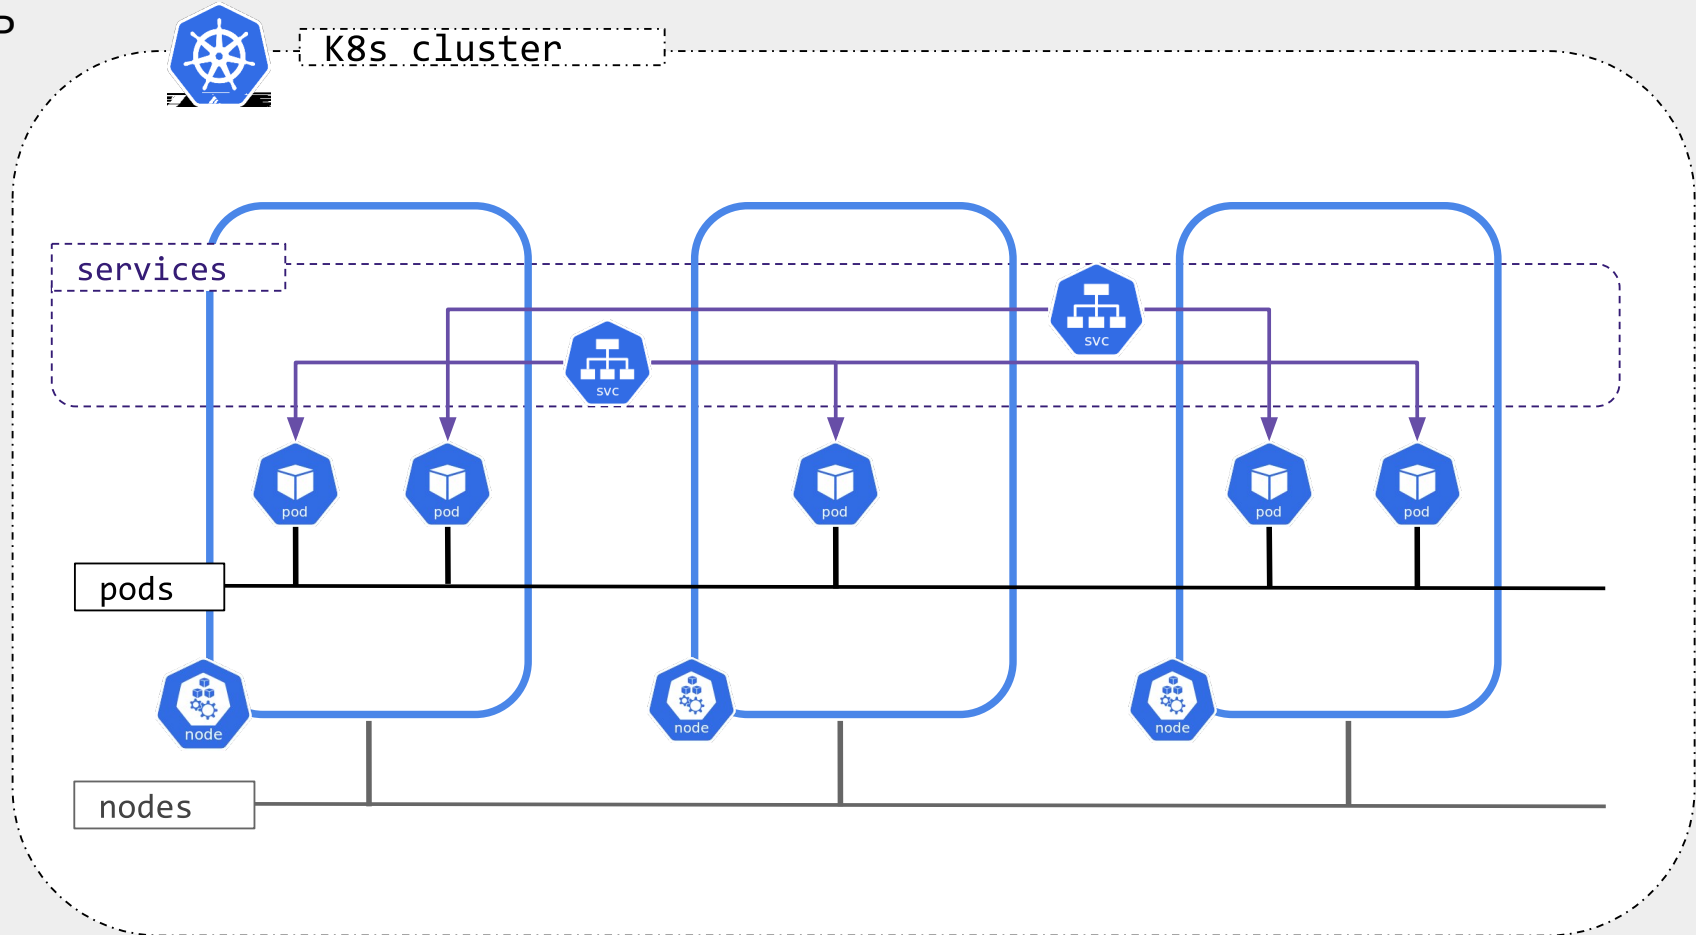 K8s cluster
services
svc
svc
pod
pod
pod
pod
pod
pods
node
node
node
nodes